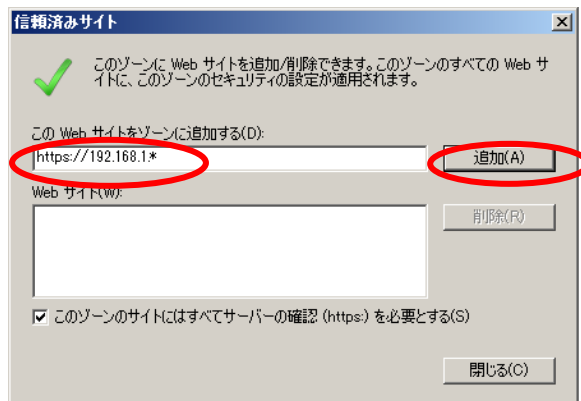 信頼済みサイト
このゾーンに Web サイトを追加/削除できます。このゾーンのすべての Web サ
イトに、このゾーンのセキュリティの設定が適用されます。
この Web サイトをゾーンに追加する(D):
https://192.168.1.*
追加(A)
Web サイト(W):
削除(R)
このゾーンのサイトにはすべてサーバーの確認 (https:) を必要とする(S)
閉じる(C)